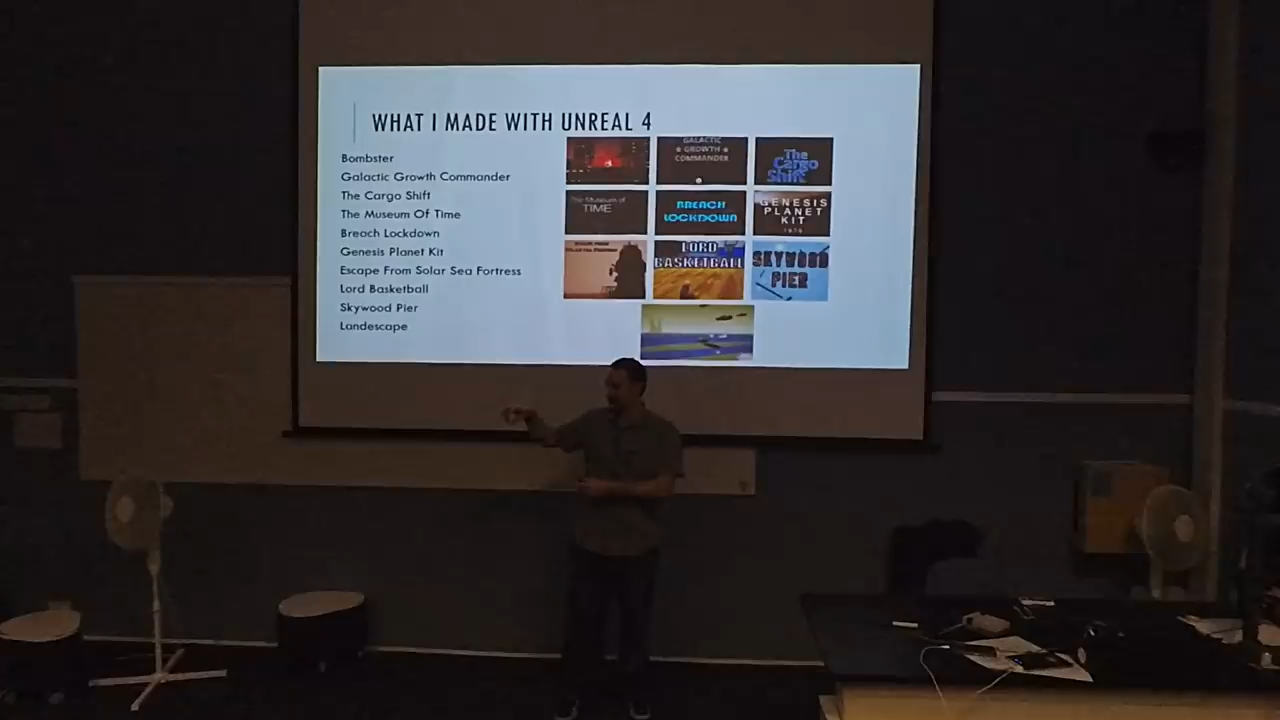 WHAT I MADE WITH UNREAL 4
Bombster
Galactic Growth Commander
The Cargo Shift
The Museum Of Time
Breach Lockdown
Genesis Planet Kit
Escape From Solar Sea Fortress
Lord Basketball
Skywood Pier
Landescape
GALACTIC
GROWTH
COMMANDER
The
Cargo
Shift
The Museum of
TIME
BREACH
LOCKDOWN
GENESIS
PLANET
KIT
LORD
BASKETBALL
SKYWOOD
PIER